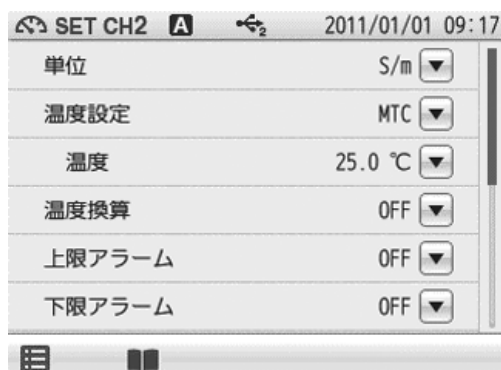 SET CH2 A 2 2011/01/01 09:17
単位 S/m
温度設定 MTC
温度 25.0 ℃
温度換算 OFF
上限アラーム OFF
下限アラーム OFF